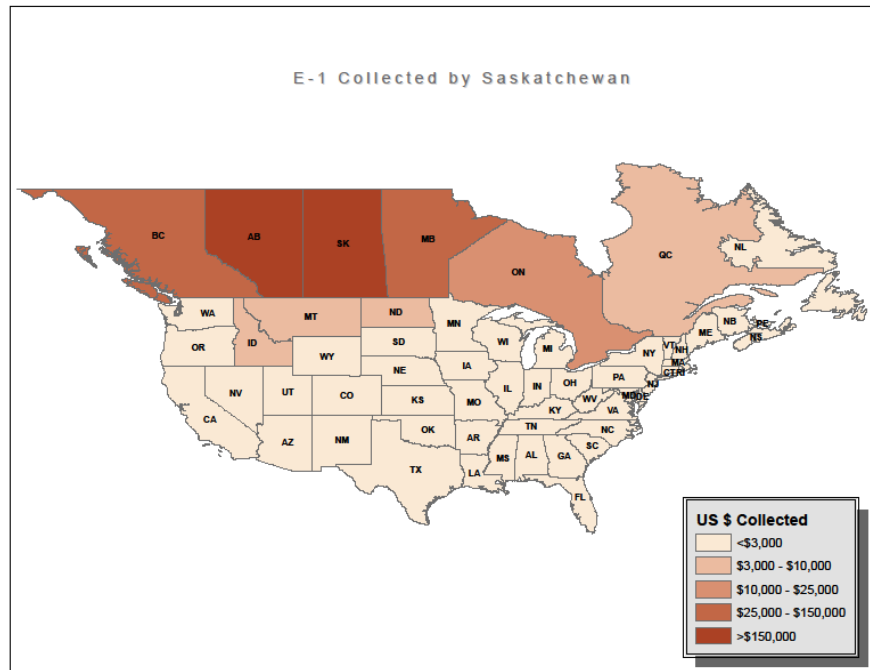 E-1 Collected by Saskatchewan
BC
AB
SK
MB
ON
QC
NL
WA
MT
ND
MN
NB
PE
NS
ME
OR
ID
WY
SD
WI
MI
NY
VT
NH
MA
CT
RI
NV
UT
CO
NE
IA
IL
IN
OH
PA
NJ
MD
DE
WV
VA
KY
CA
AZ
NM
KS
MO
OK
AR
TN
NC
SC
TX
LA
MS
AL
GA
FL
US $ Collected
<$3,000
$3,000 - $10,000
$10,000 - $25,000
$25,000 - $150,000
>$150,000